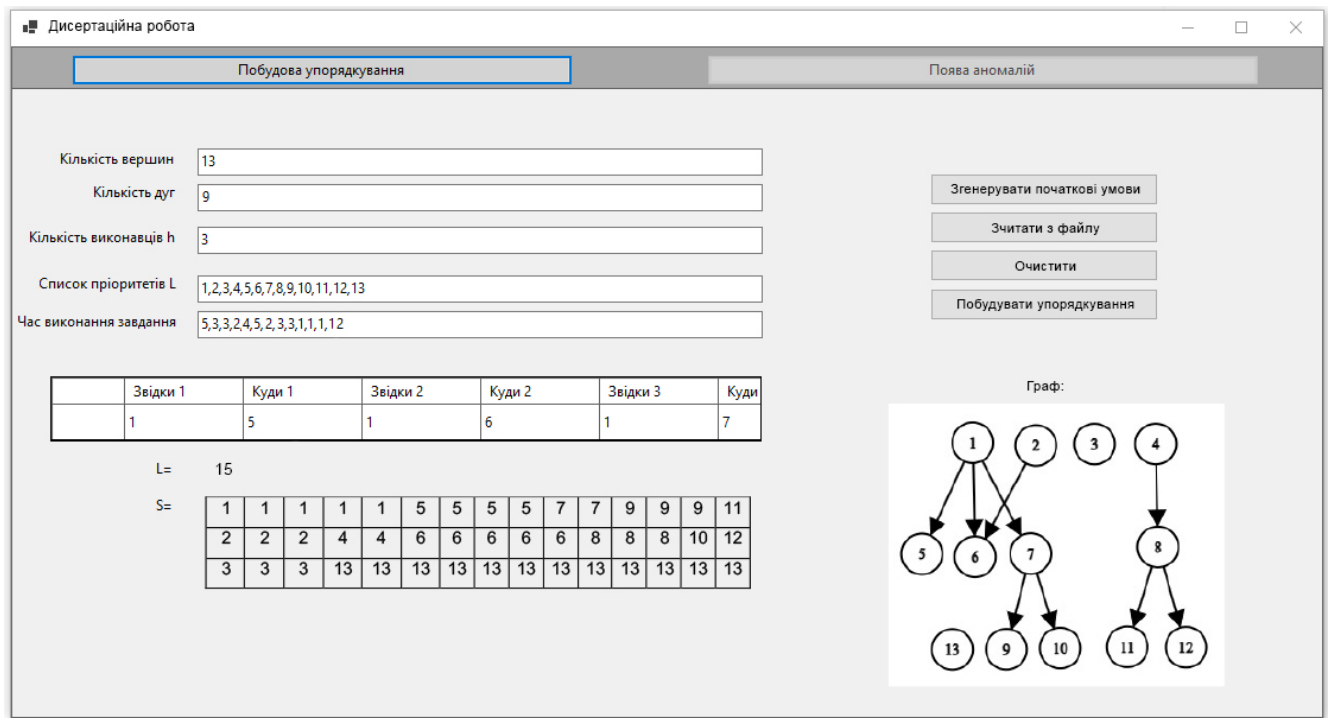 Дисертаційна робота
Побудова упорядкування
Поява аномалій
Кількість вершин 13
Кількість дуг 9
Кількість виконавців h 3
Список пріоритетів L 1,2,3,4,5,6,7,8,9,10,11,12,13
Час виконання завдання 5,3,3,2,4,5,2,3,3,1,1,1,12
Згенерувати початкові умови
Зчитати з файлу
Очистити
Побудувати упорядкування
Звідки 1 Куди 1 Звідки 2 Куди 2 Звідки 3 Куди
1 5 1 6 1 7
L= 15
S=
1 1 1 1 1 5 5 5 5 7 7 9 9 9 11
2 2 2 4 4 6 6 6 6 6 8 8 8 10 12
3 3 3 13 13 13 13 13 13 13 13 13 13 13 13
Граф:
1 2 3 4
5 6 7 8
13 9 10 11 12